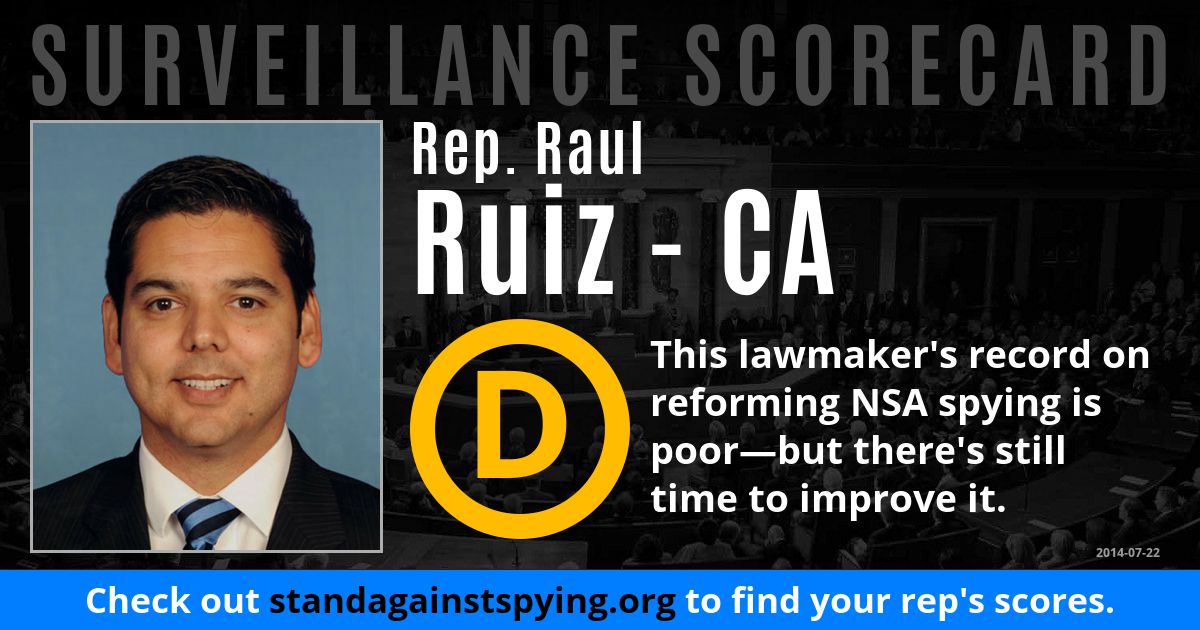 SURVEILLANCE SCORECARD
Rep. Raul
Ruiz - CA
D
This lawmaker's record on
reforming NSA spying is
poor—but there's still
time to improve it.
2014-07-22
Check out standagainstspying.org to find your rep's scores.